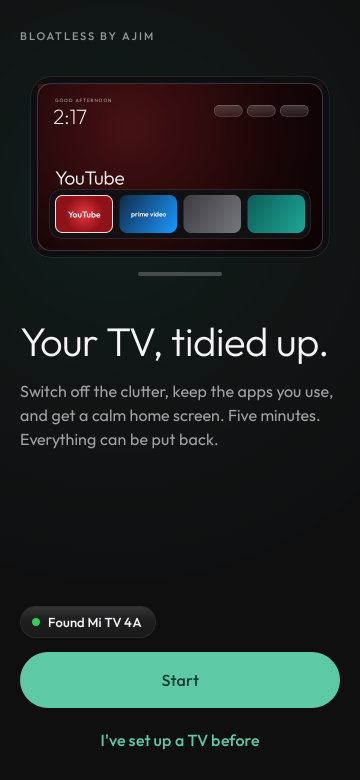 BLOATLESS BY AJIM
GOOD AFTERNOON
2:17
YouTube
YouTube
prime video
Your TV, tidied up.
Switch off the clutter, keep the apps you use,
and get a calm home screen. Five minutes.
Everything can be put back.
Found Mi TV 4A
Start
I've set up a TV before